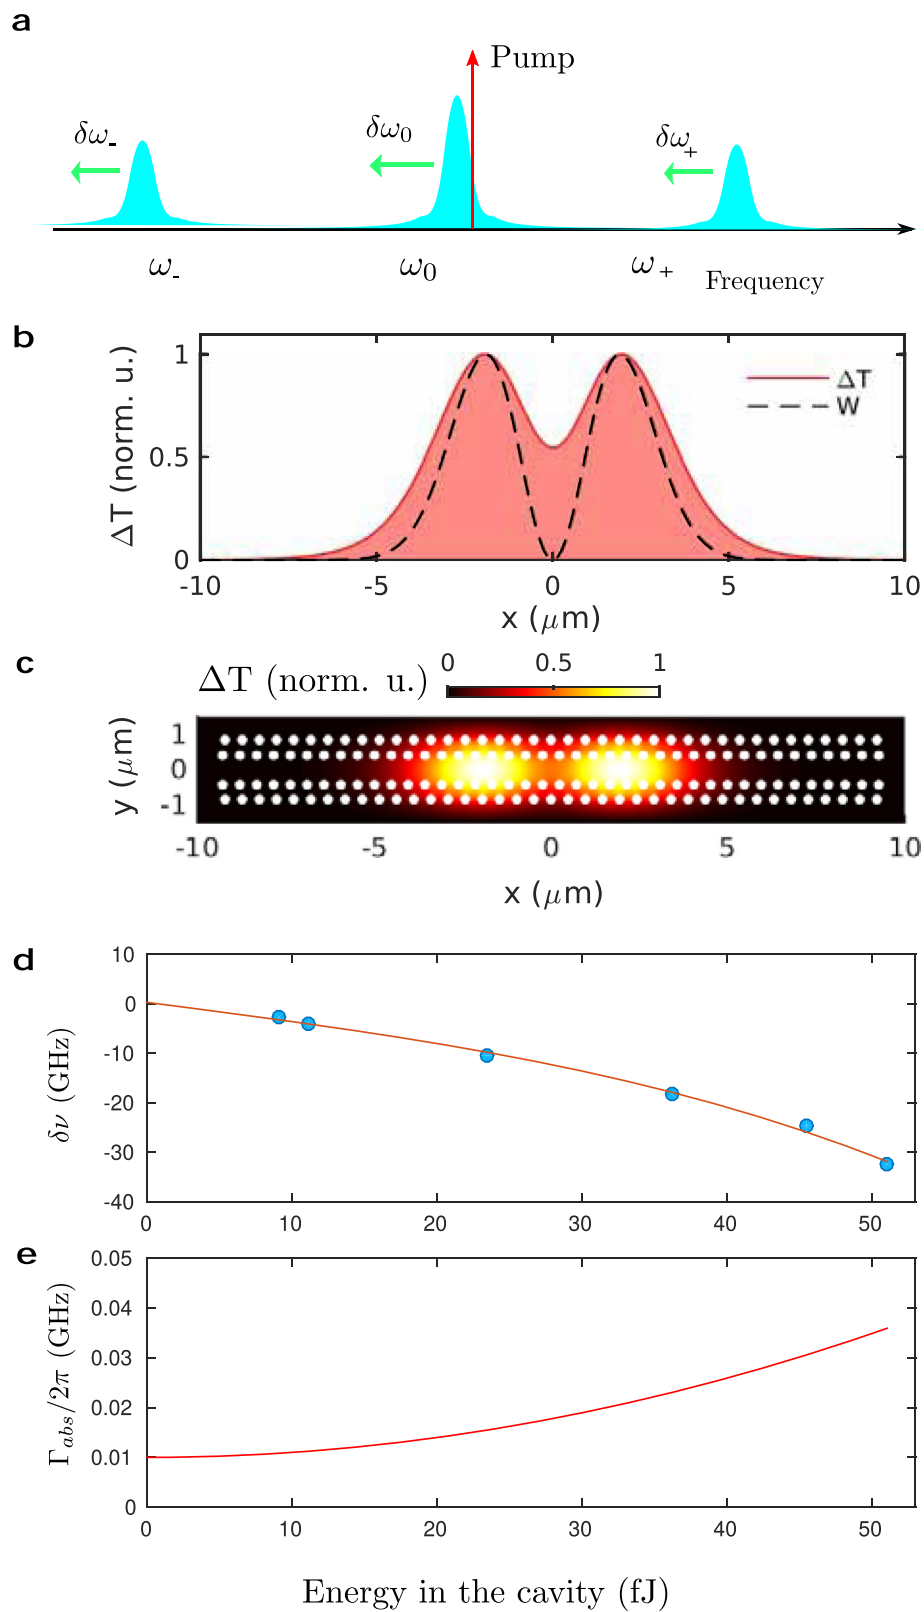 a
Pump
δω- δω0 δω+
ω- ω0 ω+ Frequency
b
ΔT (norm. u.)
1
0.5
0
ΔT
W
-10 -5 0 5 10
x (μm)
c
ΔT (norm. u.)
0 0.5 1
y (μm)
1
0
-1
-10 -5 0 5 10
x (μm)
d
δν (GHz)
10
0
-10
-20
-30
-40
0 10 20 30 40 50
e
Γabs/2π (GHz)
0.05
0.04
0.03
0.02
0.01
0
0 10 20 30 40 50
Energy in the cavity (fJ)